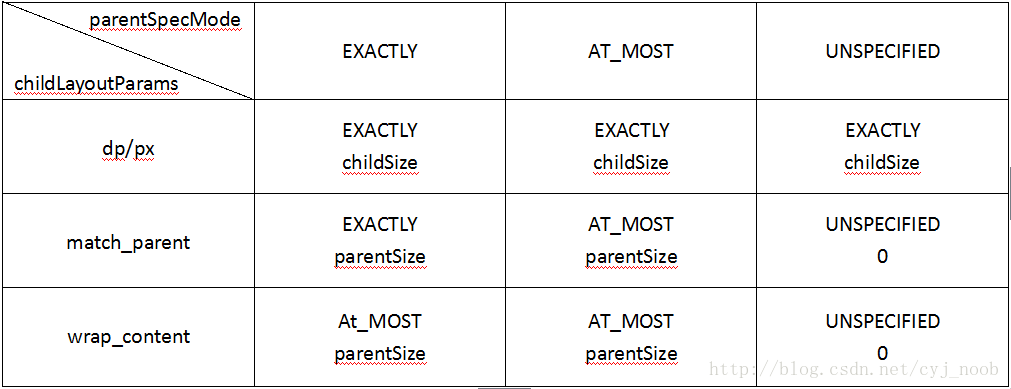 parentSpecMode
childLayoutParams
EXACTLY
AT_MOST
UNSPECIFIED
dp/px
EXACTLY
childSize
EXACTLY
childSize
EXACTLY
childSize
match_parent
EXACTLY
parentSize
AT_MOST
parentSize
UNSPECIFIED
0
wrap_content
At_MOST
parentSize
AT_MOST
parentSize
UNSPECIFIED
0
http://blog.csdn.net/cyj_noob